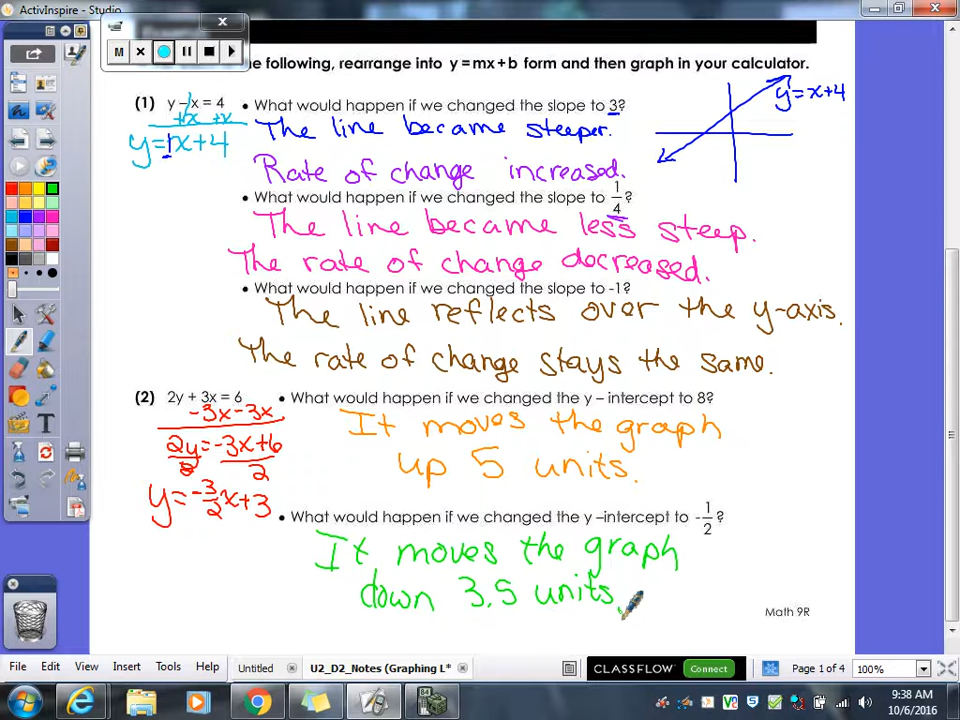 ActivInspire - Studio
M
the following, rearrange into y = mx + b form and then graph in your calculator.
(1) y - x = 4
+x +x
y=1x+4
• What would happen if we changed the slope to 3?
The line became steeper.
Rate of change increased.
y=x+4
• What would happen if we changed the slope to 1/4?
The line became less steep.
The rate of change decreased.
• What would happen if we changed the slope to -1?
The line reflects over the y-axis.
The rate of change stays the same.
(2) 2y + 3x = 6
-3x -3x
2y=-3x+6
2 2
y=-3/2x+3
• What would happen if we changed the y – intercept to 8?
It moves the graph
up 5 units.
• What would happen if we changed the y –intercept to -1/2?
It moves the graph
down 3.5 units.
Math 9R
File Insert Edit View Tools Help
Untitled
U2_D2_Notes (Graphing L*
CLASSFLOW Connect
Page 1 of 4
100%
84
9:38 AM
10/6/2016